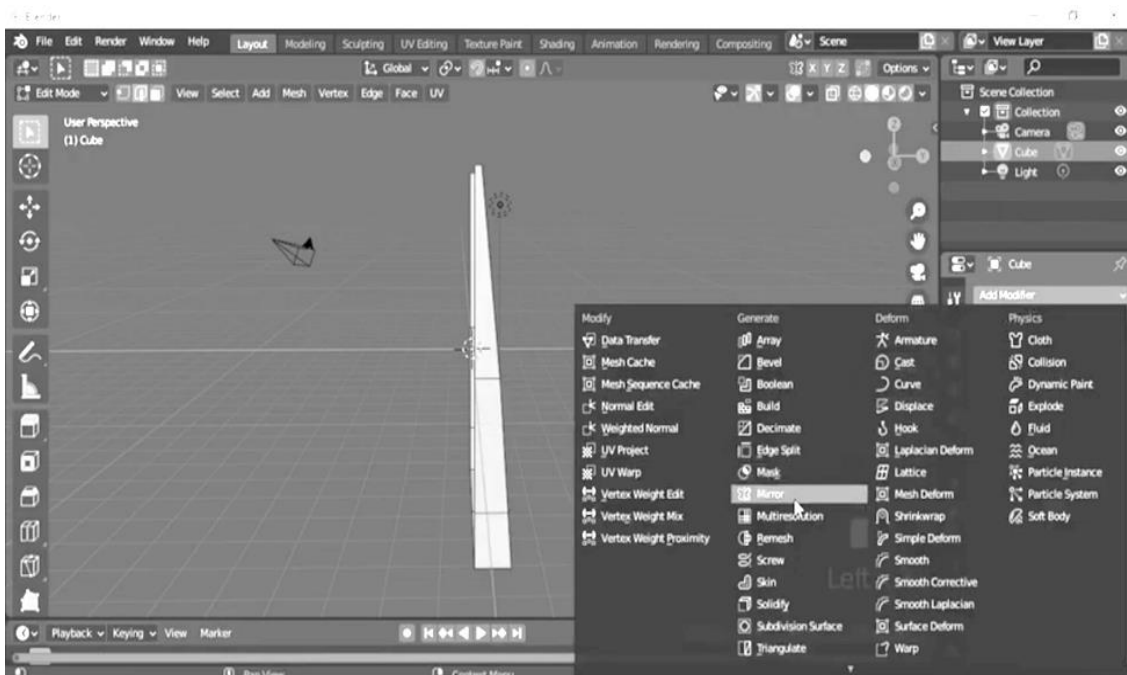 Blender
File Edit Render Window Help Layout Modeling Sculpting UV Editing Texture Paint Shading Animation Rendering Compositing Scene View Layer
Global X Y Z Options
Edit Mode View Select Add Mesh Vertex Edge Face UV
User Perspective
(1) Cube
Scene Collection
Collection
Camera
Cube
Light
Cube
Add Modifier
Modify Generate Deform Physics
Data Transfer Array Armature Cloth
Mesh Cache Bevel Cast Collision
Mesh Sequence Cache Boolean Curve Dynamic Paint
Normal Edit Build Displace Explode
Weighted Normal Decimate Hook Fluid
UV Project Edge Split Laplacian Deform Ocean
UV Warp Mask Lattice Particle Instance
Vertex Weight Edit Mirror Mesh Deform Particle System
Vertex Weight Mix Multiresolution Shrinkwrap Soft Body
Vertex Weight Proximity Remesh Simple Deform
Screw Smooth
Left
Skin Smooth Corrective
Solidify Smooth Laplacian
Subdivision Surface Surface Deform
Triangulate Warp
Playback Keying View Marker
Pan View Context Menu